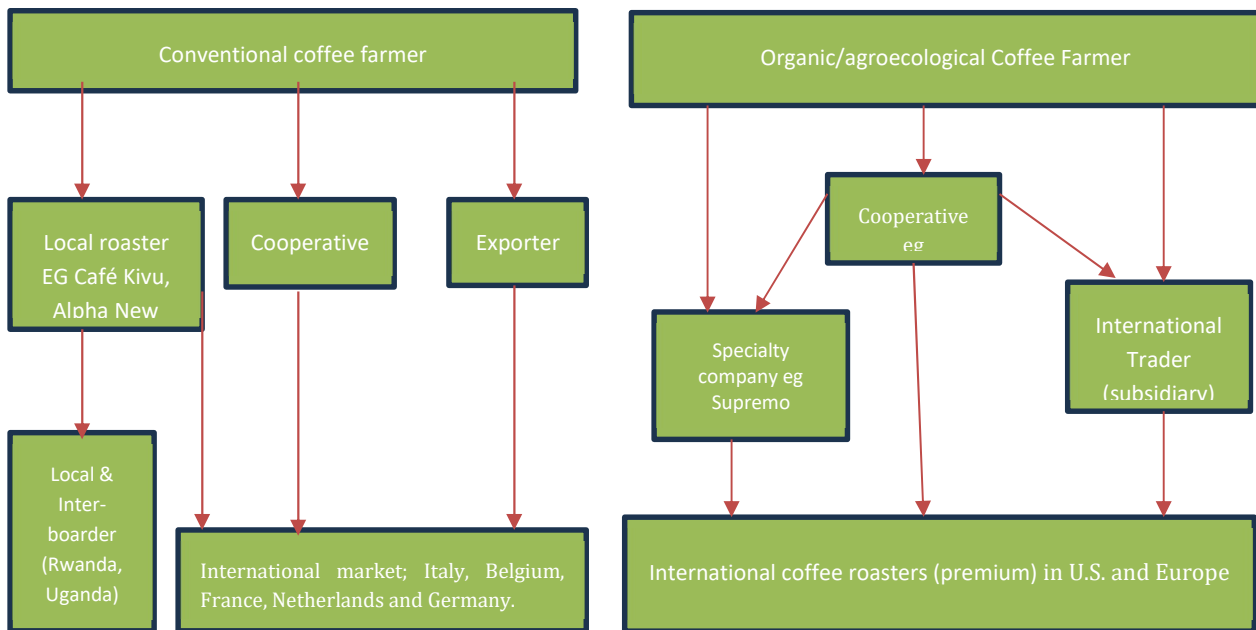 Conventional coffee farmer
Organic/agroecological Coffee Farmer
Local roaster
EG Café Kivu,
Alpha New
Cooperative
Exporter
Cooperative
eg
Specialty
company eg
Supremo
International
Trader
(subsidiary)
Local &
Inter-
boarder
(Rwanda,
Uganda)
International market; Italy, Belgium,
France, Netherlands and Germany.
International coffee roasters (premium) in U.S. and Europe